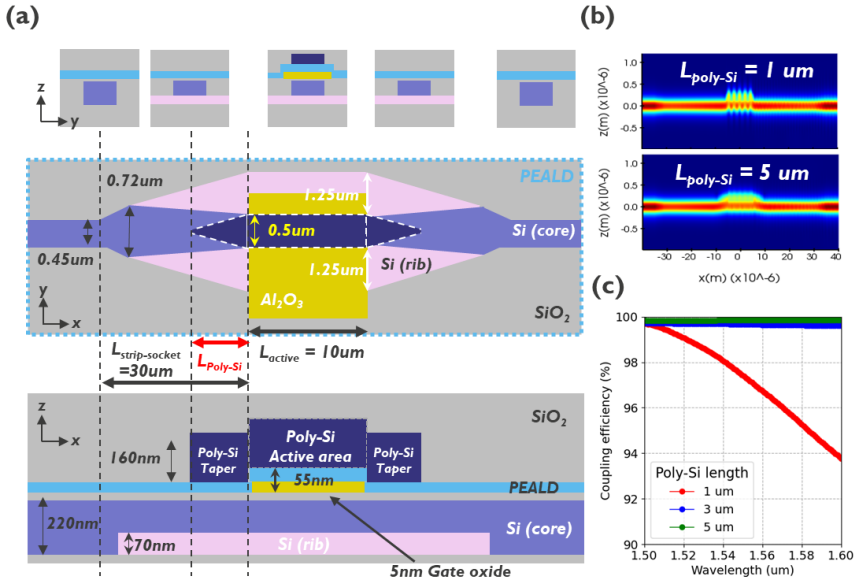 (a)
z
y
0.72um
1.25um
PEALD
0.5um
Si (core)
0.45um
1.25um
Si (rib)
y
x
Al₂O₃
SiO₂
L_strip-socket
=30um
L_Poly-Si
L_active = 10um
z
x
SiO₂
160nm
Poly-Si
Taper
Poly-Si
Active area
Poly-Si
Taper
55nm
PEALD
220nm
Si (core)
70nm
Si (rib)
5nm Gate oxide
(b)
L_poly-Si = 1 um
z(m) (x10^-6)
1.0
0.5
0.0
-0.5
L_poly-Si = 5 um
z(m) (x10^-6)
1.0
0.5
0.0
-0.5
-30 -20 -10 0 10 20 30 40
x(m) (x10^-6)
(c)
Coupling efficiency (%)
100
98
96
94
92
90
Poly-Si length
1 um
3 um
5 um
1.50 1.52 1.54 1.56 1.58 1.60
Wavelength (um)